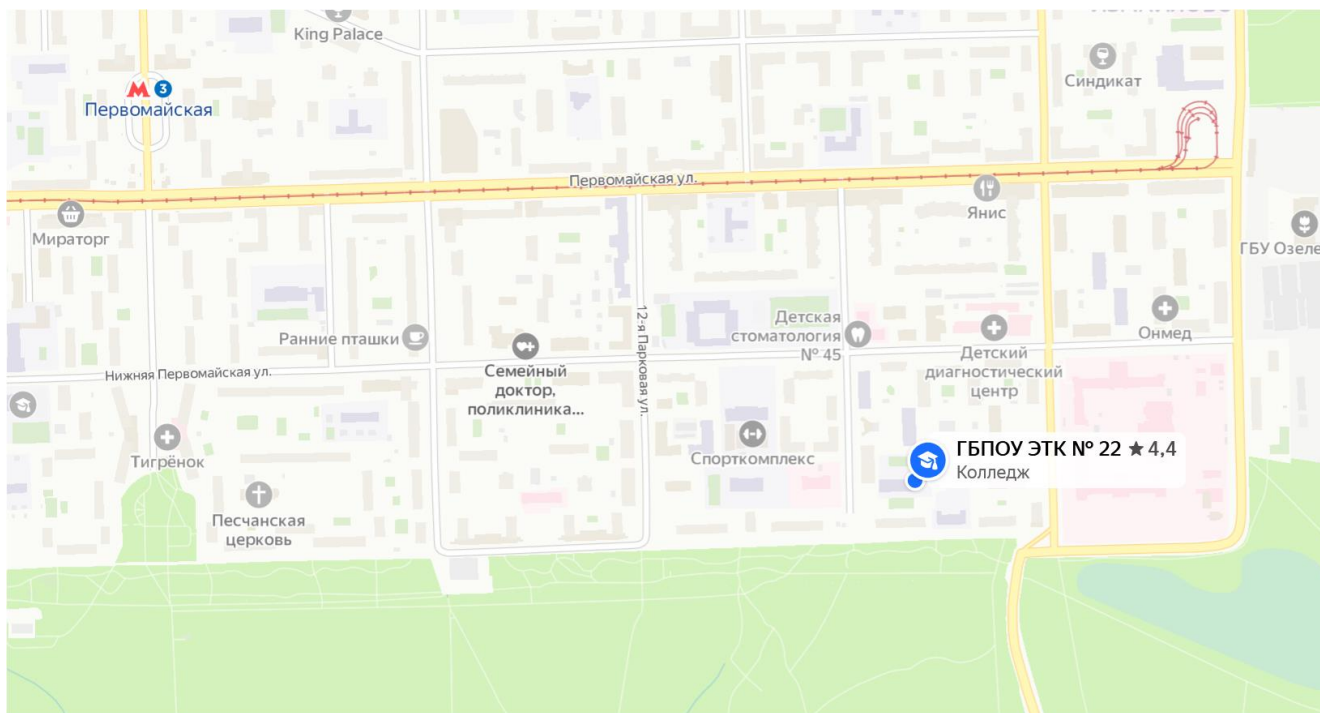 King Palace
Синдикат
3
Первомайская
Первомайская ул.
Янис
Мираторг
ГБУ Озеле
Ранние пташки
Детская
стоматология
№ 45
Онмед
12-я Парковая ул.
Нижняя Первомайская ул.
Семейный
доктор,
поликлиника...
Детский
диагностический
центр
Тигрёнок
Спорткомплекс
ГБПОУ ЭТК № 22 ★ 4,4
Колледж
Песчанская
церковь